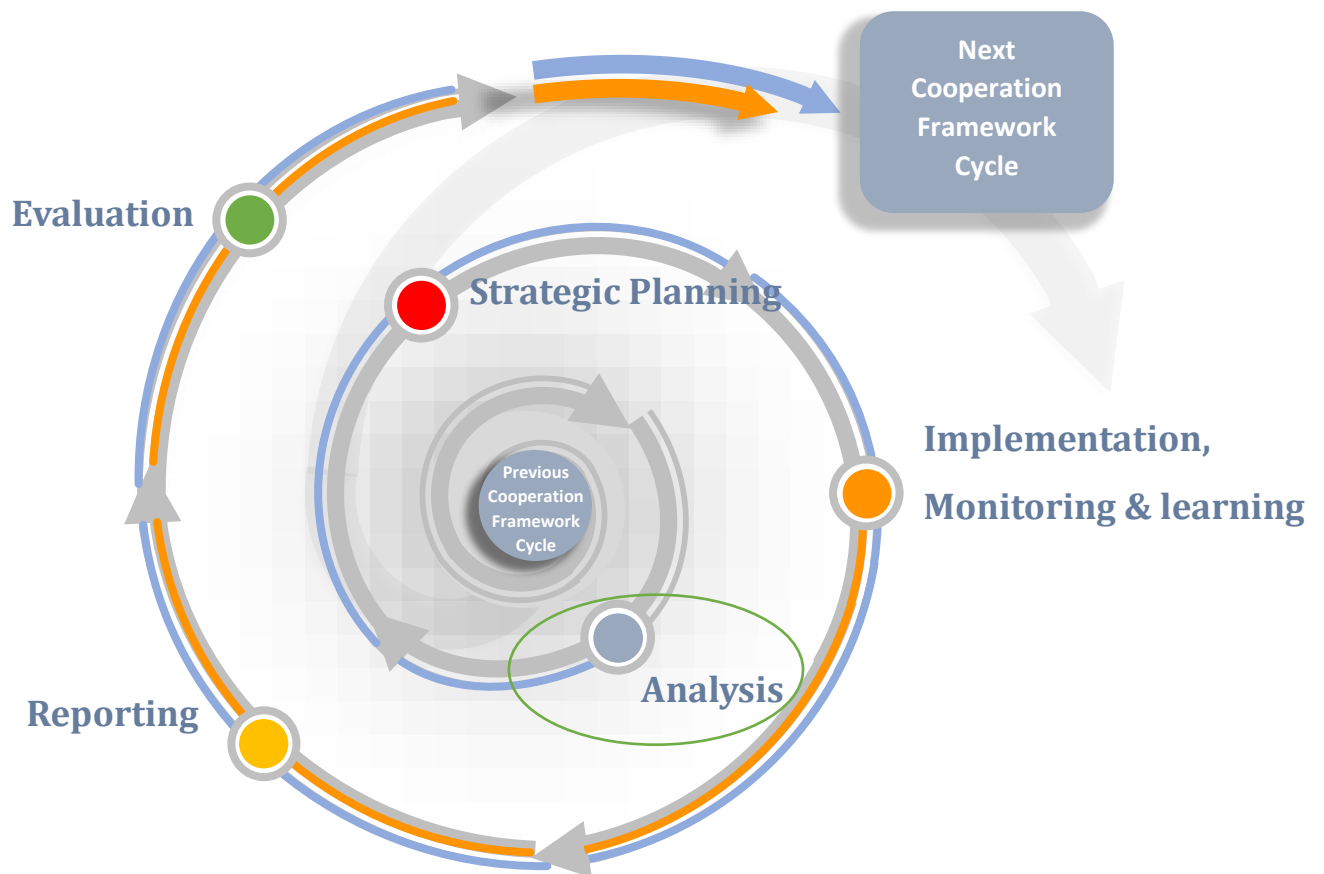 Next
Cooperation
Framework
Cycle
Evaluation
Strategic Planning
Implementation,
Monitoring & learning
Previous
Cooperation
Framework
Cycle
Analysis
Reporting